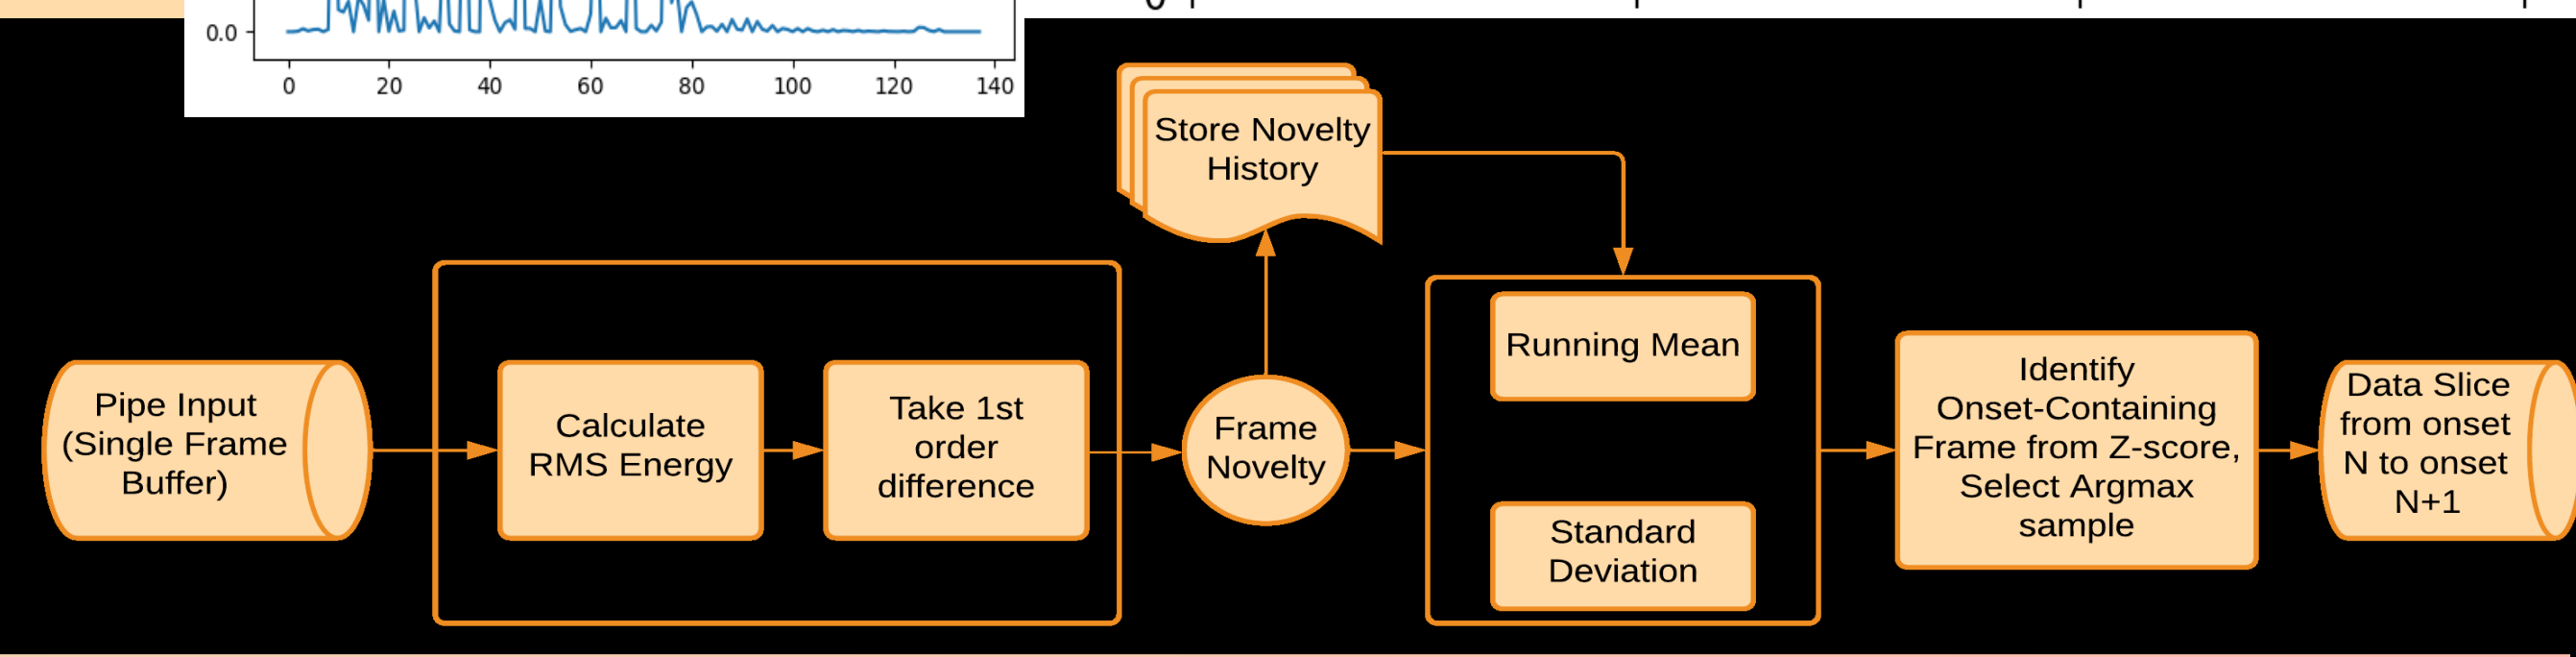 0.0
0 20 40 60 80 100 120 140
0
Store Novelty
History
Pipe Input
(Single Frame
Buffer)
Calculate
RMS Energy
Take 1st
order
difference
Frame
Novelty
Running Mean
Standard
Deviation
Identify
Onset-Containing
Frame from Z-score,
Select Argmax
sample
Data Slice
from onset
N to onset
N+1